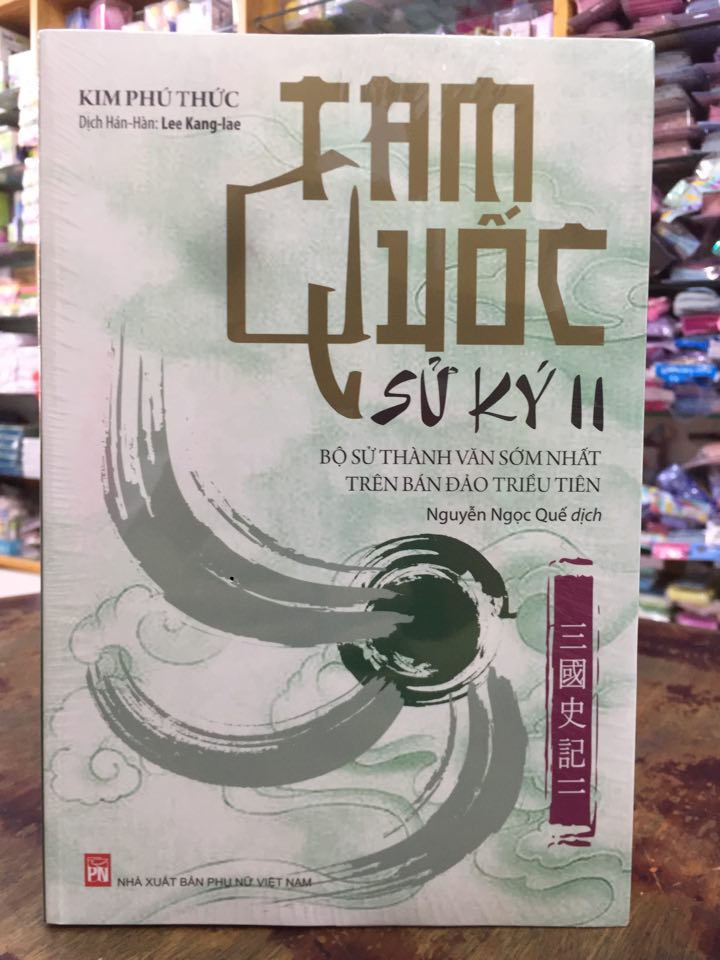 KIM PHÚ THỨC
Dịch Hán-Hàn: Lee Kang-lae
TAM
QUỐC
SỬ KÝ II
BỘ SỬ THÀNH VĂN SỚM NHẤT
TRÊN BÁN ĐẢO TRIỀU TIÊN
Nguyễn Ngọc Quế dịch
三國史記二
PN
NHÀ XUẤT BẢN PHỤ NỮ VIỆT NAM